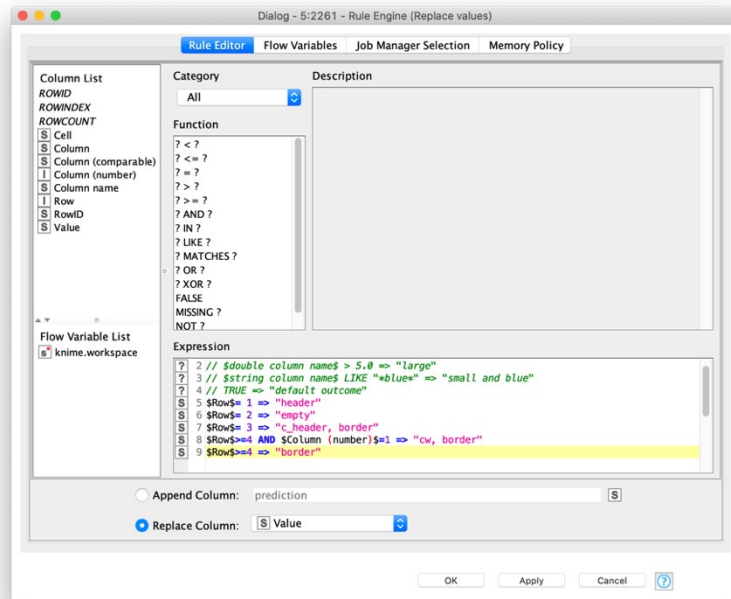 Dialog - 5:2261 - Rule Engine (Replace values)
Rule Editor Flow Variables Job Manager Selection Memory Policy
Column List
ROWID
ROWINDEX
ROWCOUNT
S Cell
S Column
S Column (comparable)
I Column (number)
S Column name
I Row
S RowID
S Value
Flow Variable List
s knime.workspace
Category
All
Function
? < ?
? <= ?
? = ?
? > ?
? >= ?
? AND ?
? IN ?
? LIKE ?
? MATCHES ?
? OR ?
? XOR ?
FALSE
MISSING ?
NOT ?
Description
Expression
? 2 // $double column name$ > 5.0 => "large"
? 3 // $string column name$ LIKE "*blue*" => "small and blue"
? 4 // TRUE => "default outcome"
S 5 $Row$= 1 => "header"
S 6 $Row$= 2 => "empty"
S 7 $Row$= 3 => "c_header, border"
S 8 $Row$>=4 AND $Column (number)$=1 => "cw, border"
S 9 $Row$>=4 => "border"
Append Column: prediction S
Replace Column: S Value
OK Apply Cancel ?